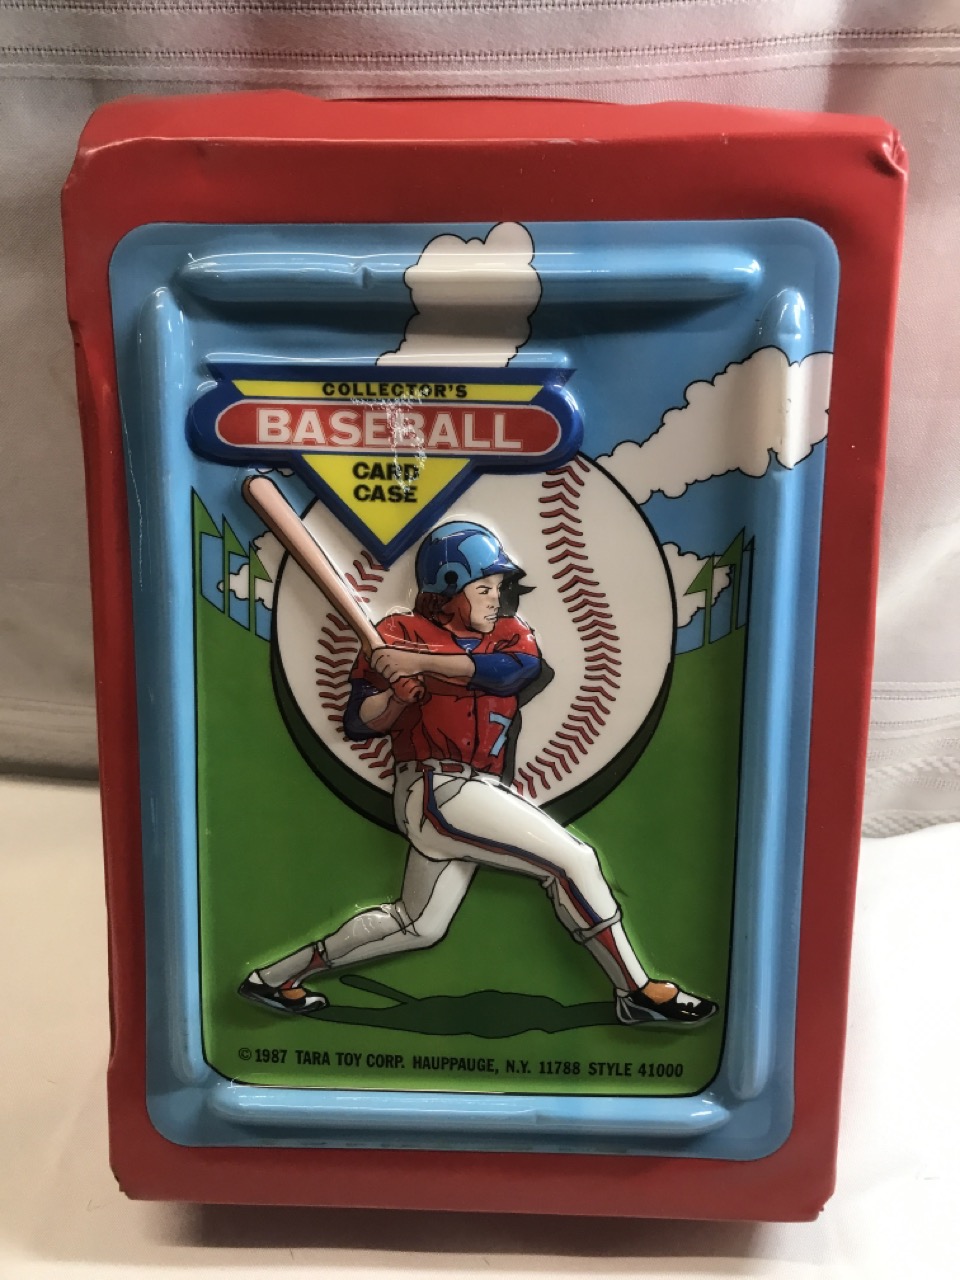 COLLECTOR'S
BASEBALL
CARD
CASE
7
© 1987 TARA TOY CORP. HAUPPAUGE, N.Y. 11788 STYLE 41000